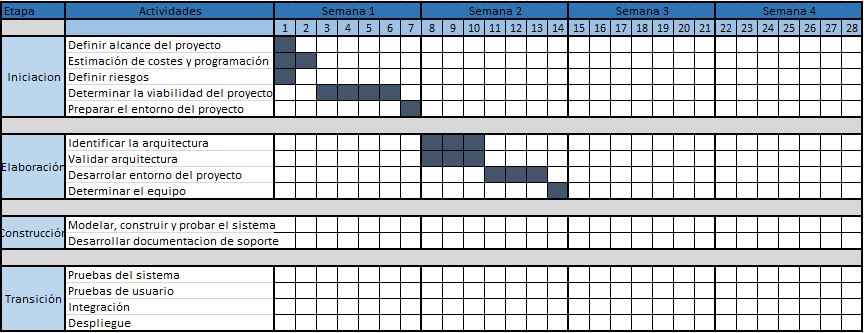 Etapa Actividades Semana 1 Semana 2 Semana 3 Semana 4
1 2 3 4 5 6 7 8 9 10 11 12 13 14 15 16 17 18 19 20 21 22 23 24 25 26 27 28
Iniciacion
Definir alcance del proyecto
Estimación de costes y programación
Definir riesgos
Determinar la viabilidad del proyecto
Preparar el entorno del proyecto
Elaboración
Identificar la arquitectura
Validar arquitectura
Desarrolar entorno del proyecto
Determinar el equipo
Construcción
Modelar, construir y probar el sistema
Desarrollar documentacion de soporte
Transición
Pruebas del sistema
Pruebas de usuario
Integración
Despliegue